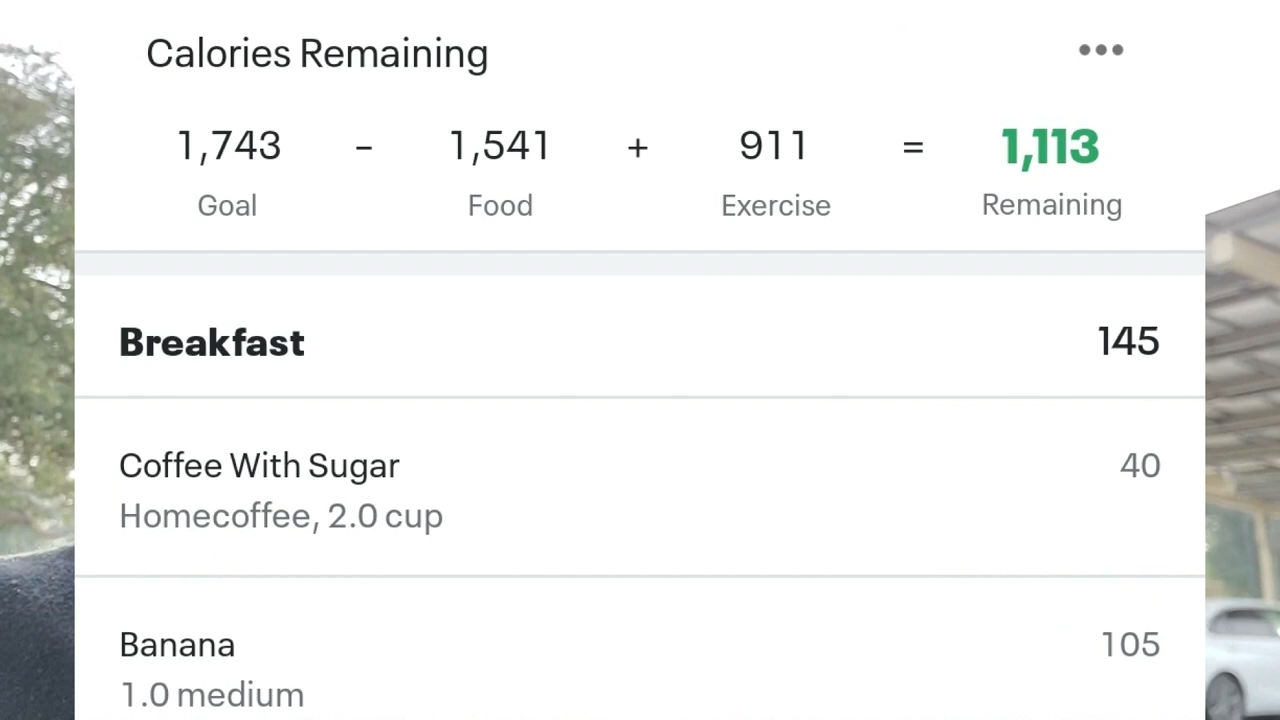 Calories Remaining •••
1,743 - 1,541 + 911 = 1,113
Goal Food Exercise Remaining
Breakfast 145
Coffee With Sugar 40
Homecoffee, 2.0 cup
Banana 105
1.0 medium